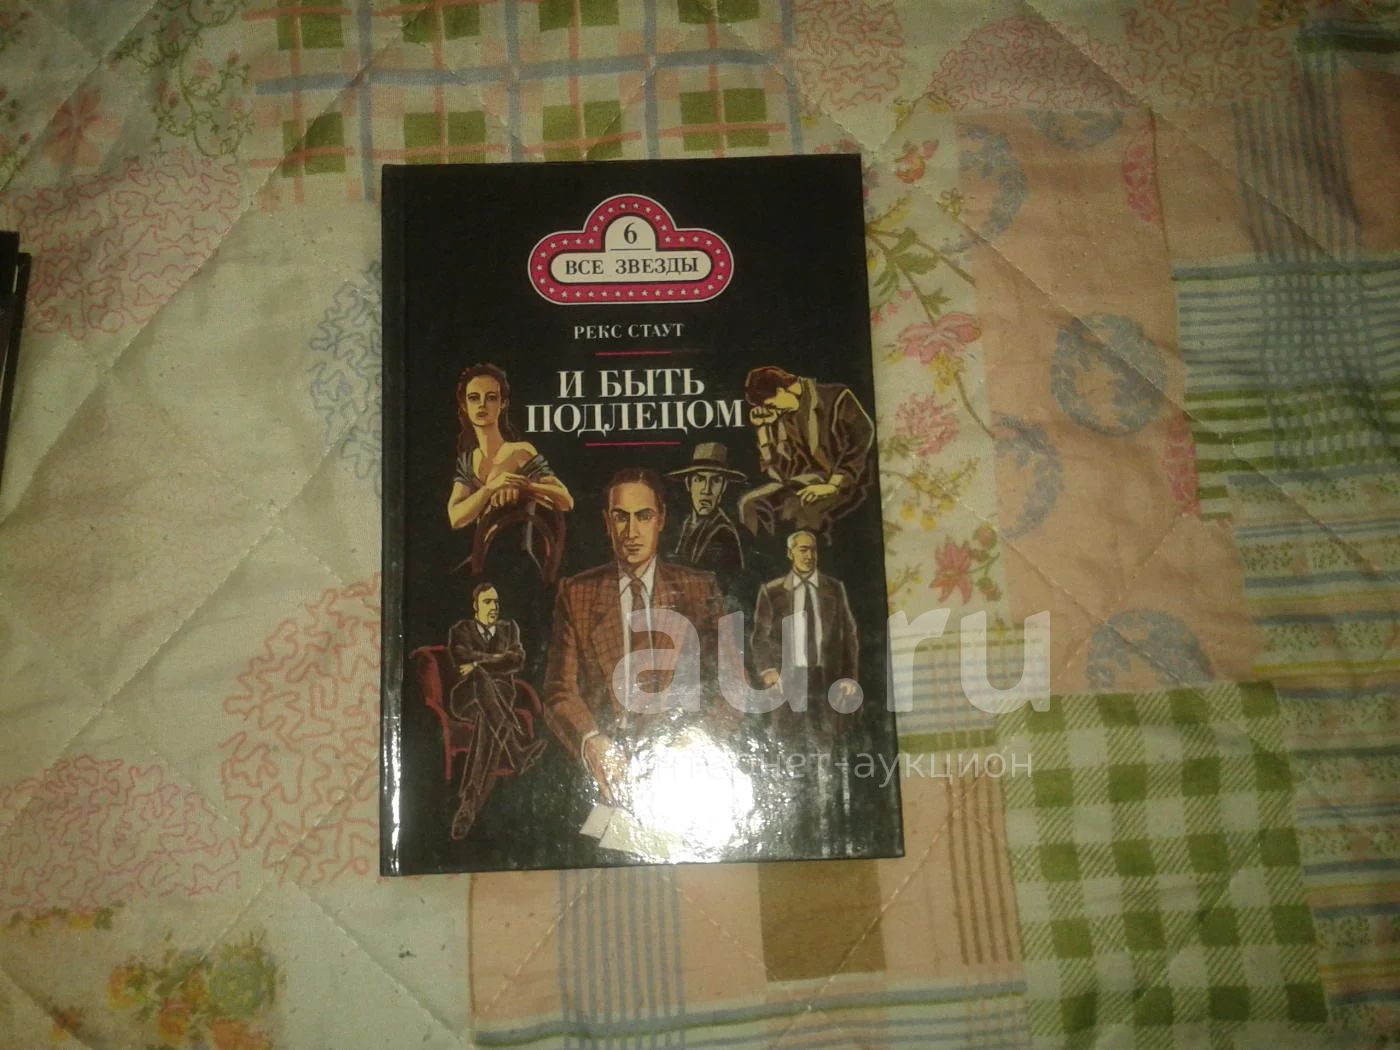 6
ВСЕ ЗВЕЗДЫ
РЕКС СТАУТ
И БЫТЬ
ПОДЛЕЦОМ
au.ru
интернет-аукцион